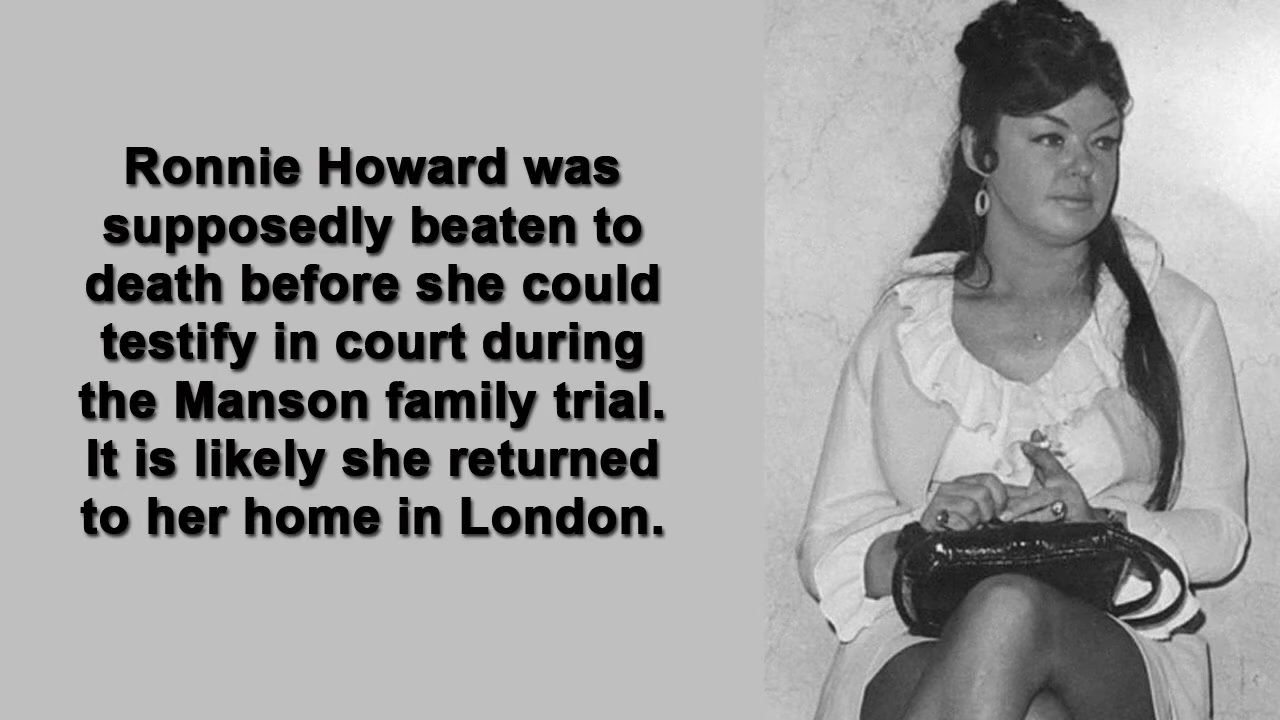 Ronnie Howard was
supposedly beaten to
death before she could
testify in court during
the Manson family trial.
It is likely she returned
to her home in London.